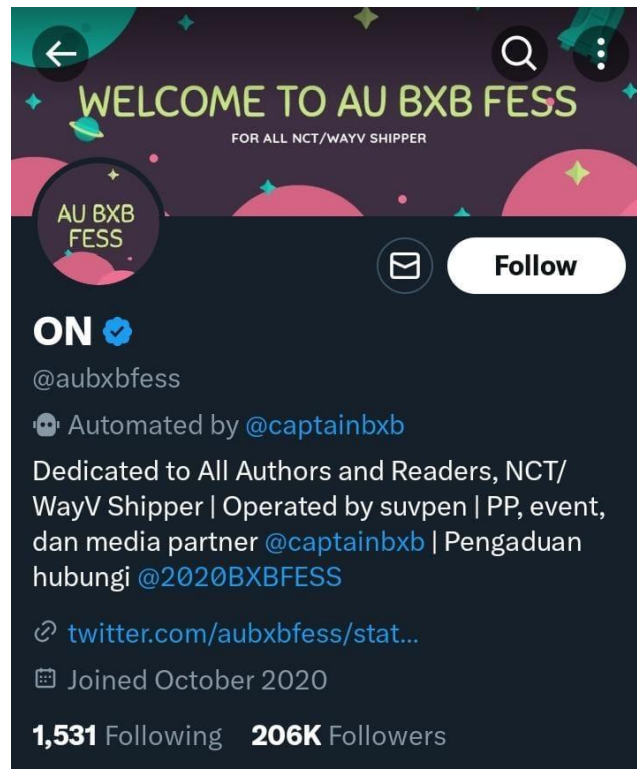 WELCOME TO AU BXB FESS
FOR ALL NCT/WAYV SHIPPER
AU BXB
FESS
Follow
ON
@aubxbfess
Automated by @captainbxb
Dedicated to All Authors and Readers, NCT/
WayV Shipper | Operated by suvpen | PP, event,
dan media partner @captainbxb | Pengaduan
hubungi @2020BXBFESS
twitter.com/aubxbfess/stat...
Joined October 2020
1,531 Following 206K Followers